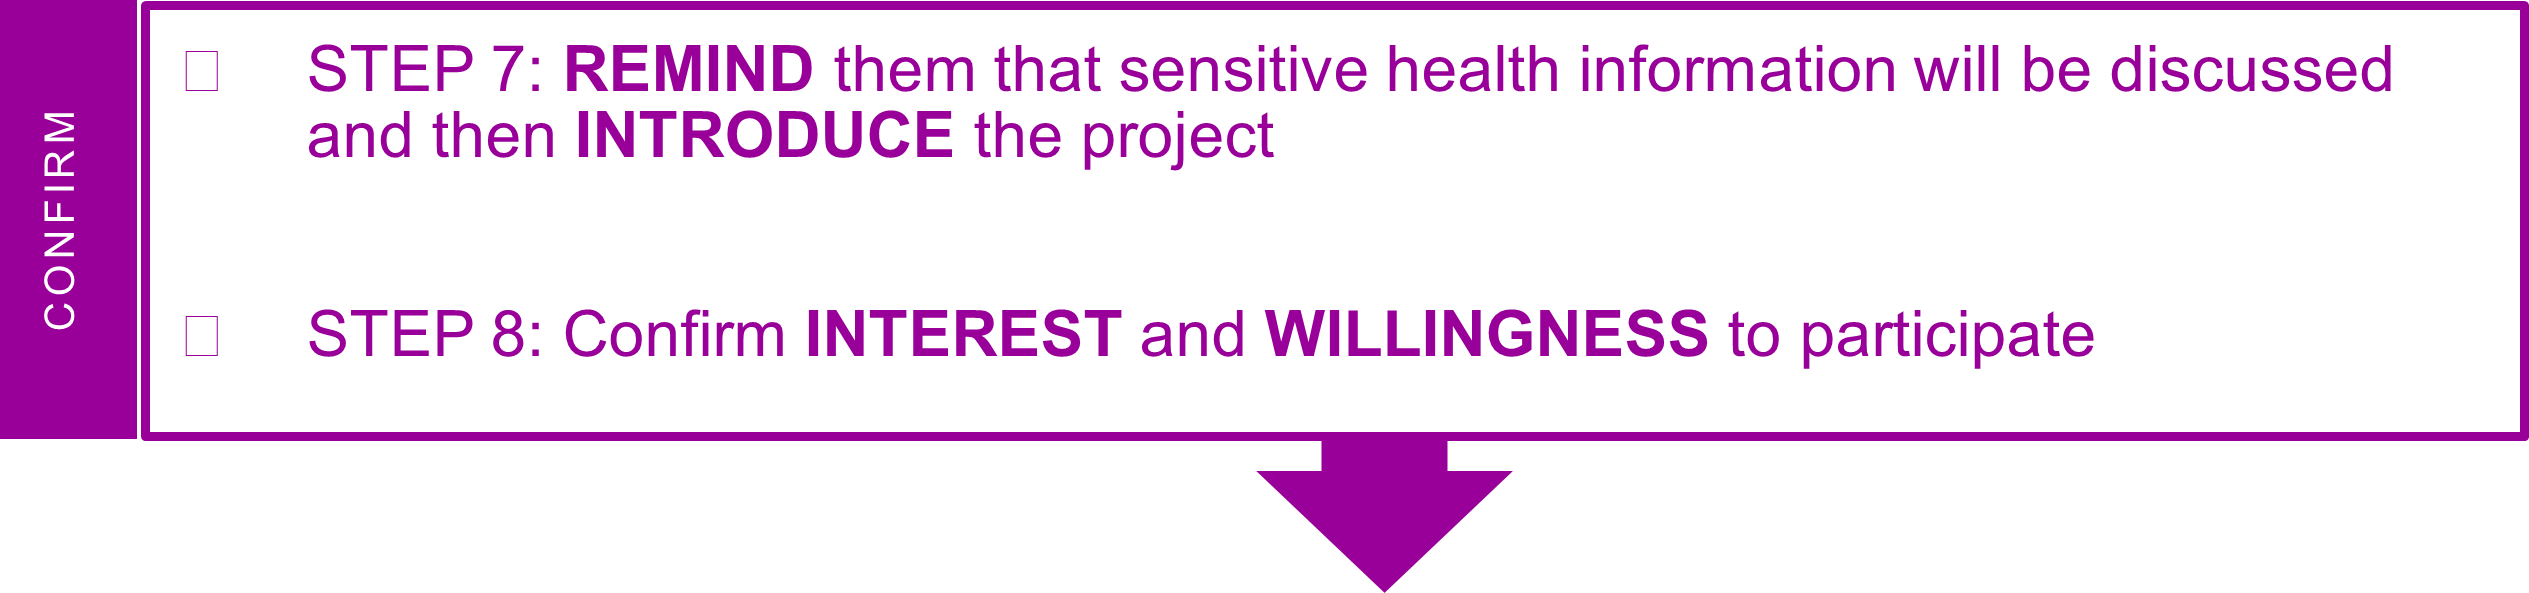 CONFIRM
STEP 7: REMIND them that sensitive health information will be discussed
and then INTRODUCE the project
STEP 8: Confirm INTEREST and WILLINGNESS to participate